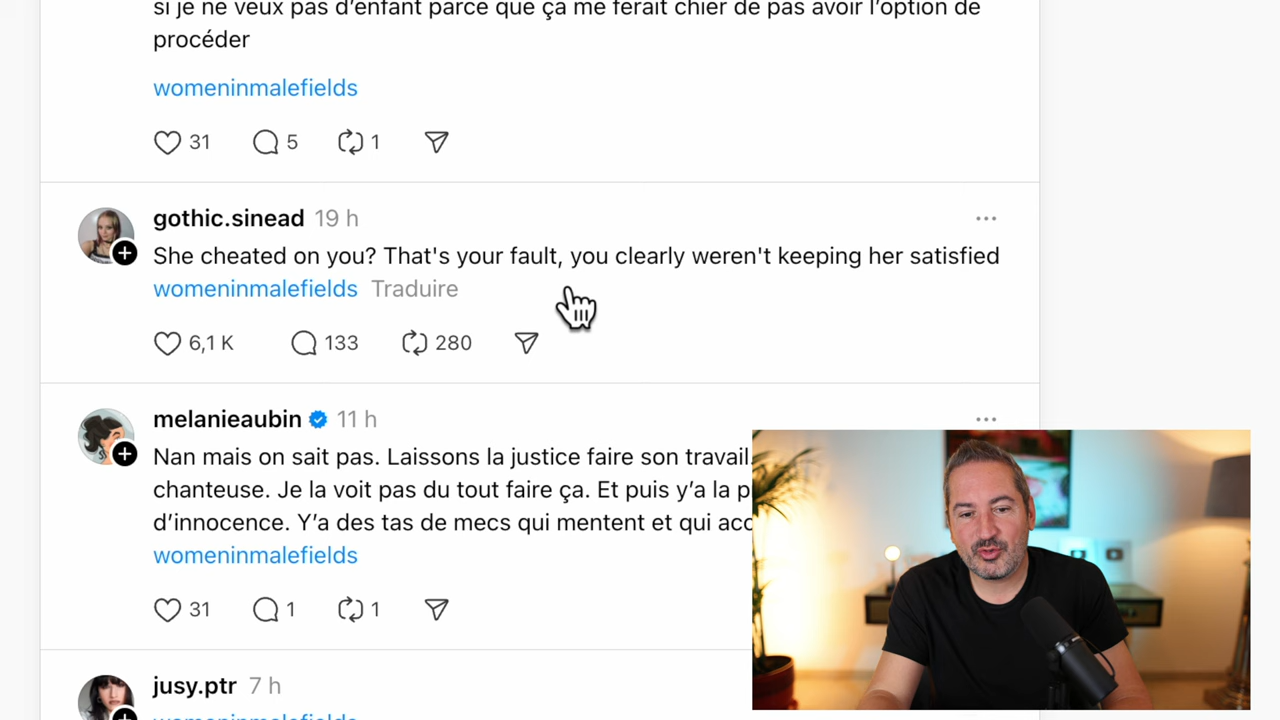 si je ne veux pas d'enfant parce que ça me ferait chier de pas avoir l'option de
procéder
womeninmalefields
31 5 1
gothic.sinead 19 h
She cheated on you? That's your fault, you clearly weren't keeping her satisfied
womeninmalefields Traduire
6,1 K 133 280
melanieaubin 11 h
Nan mais on sait pas. Laissons la justice faire son travail.
chanteuse. Je la voit pas du tout faire ça. Et puis y'a la
d'innocence. Y'a des tas de mecs qui mentent et qui
womeninmalefields
31 1 1
jusy.ptr 7 h
womeninmalefields